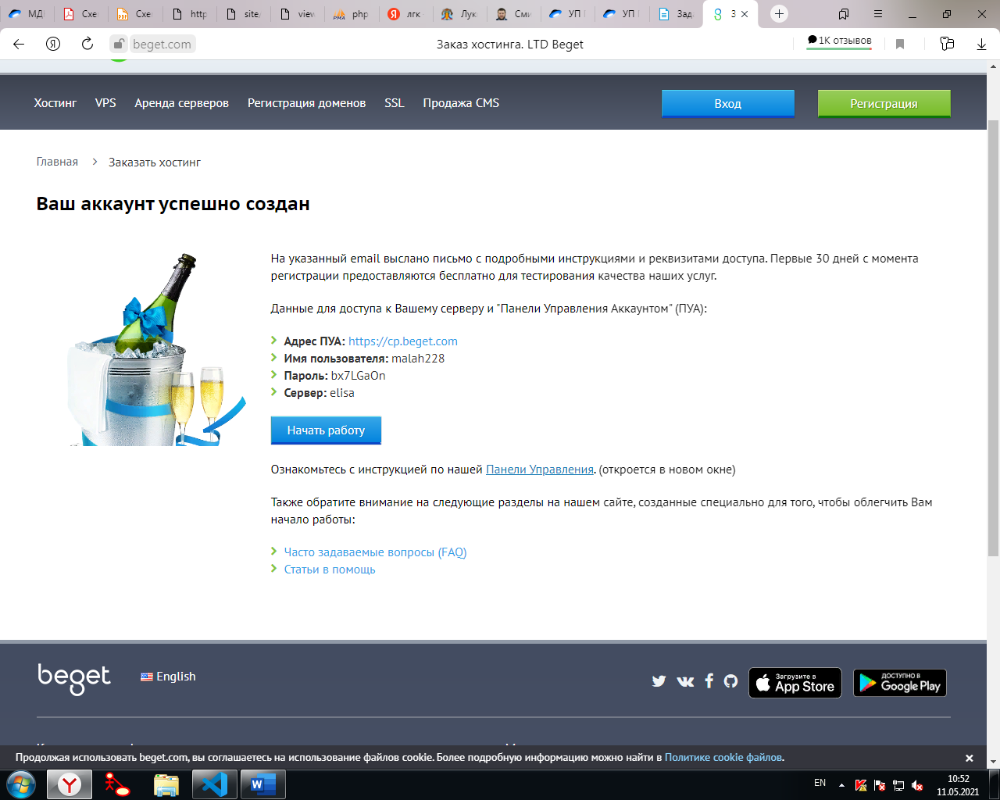 МД
Схе
Схе
http
site,
viev
php
лгк
Лук
Сми
УП
УП
Зад
З
beget.com
Заказ хостинга. LTD Beget
1K отзывов
Хостинг VPS Аренда серверов Регистрация доменов SSL Продажа CMS
Вход
Регистрация
Главная
Заказать хостинг
Ваш аккаунт успешно создан
На указанный email выслано письмо с подробными инструкциями и реквизитами доступа. Первые 30 дней с момента
регистрации предоставляются бесплатно для тестирования качества наших услуг.
Данные для доступа к Вашему серверу и "Панели Управления Аккаунтом" (ПУА):
Адрес ПУА: https://cp.beget.com
Имя пользователя: malah228
Пароль: bx7LGaOn
Сервер: elisa
Начать работу
Ознакомьтесь с инструкцией по нашей Панели Управления. (откроется в новом окне)
Также обратите внимание на следующие разделы на нашем сайте, созданные специально для того, чтобы облегчить Вам
начало работы:
Часто задаваемые вопросы (FAQ)
Статьи в помощь
beget
English
Загрузите в
App Store
ДОСТУПНО В
Google Play
Продолжая использовать beget.com, вы соглашаетесь на использование файлов cookie. Более подробную информацию можно найти в Политике cookie файлов.
EN
10:52
11.05.2021